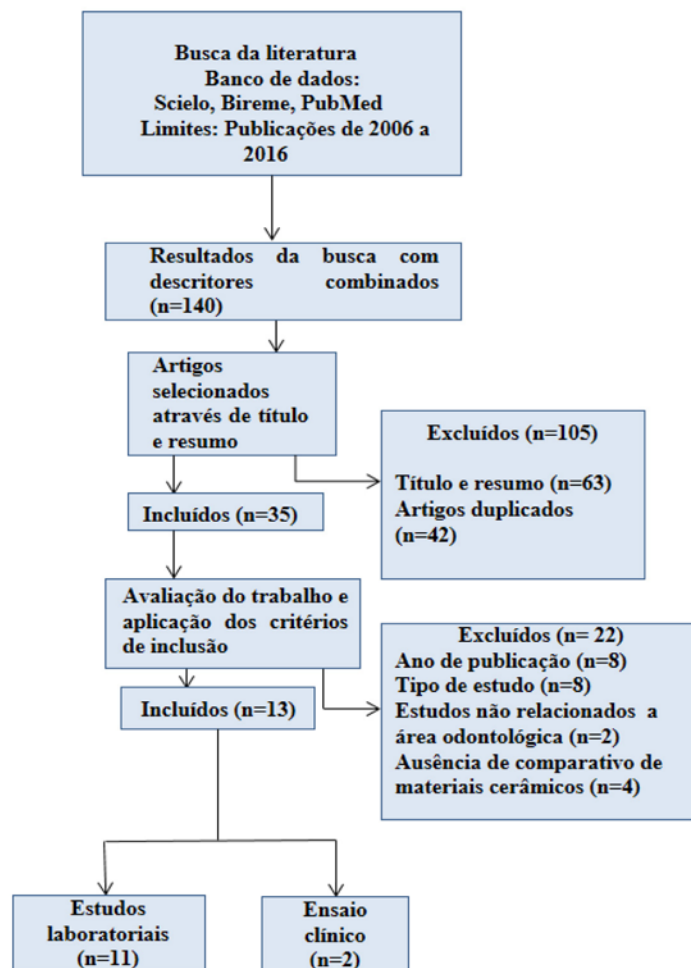 Busca da literatura
Banco de dados:
Scielo, Bireme, PubMed
Limites: Publicações de 2006 a
2016
Resultados da busca com
descritores combinados
(n=140)
Artigos
selecionados
através de título
e resumo
Excluídos (n=105)
Título e resumo (n=63)
Artigos duplicados
(n=42)
Incluídos (n=35)
Avaliação do trabalho e
aplicação dos critérios
de inclusão
Excluídos (n= 22)
Ano de publicação (n=8)
Tipo de estudo (n=8)
Estudos não relacionados a
área odontológica (n=2)
Ausência de comparativo de
materiais cerâmicos (n=4)
Incluídos (n=13)
Estudos
laboratoriais
(n=11)
Ensaio
clínico
(n=2)